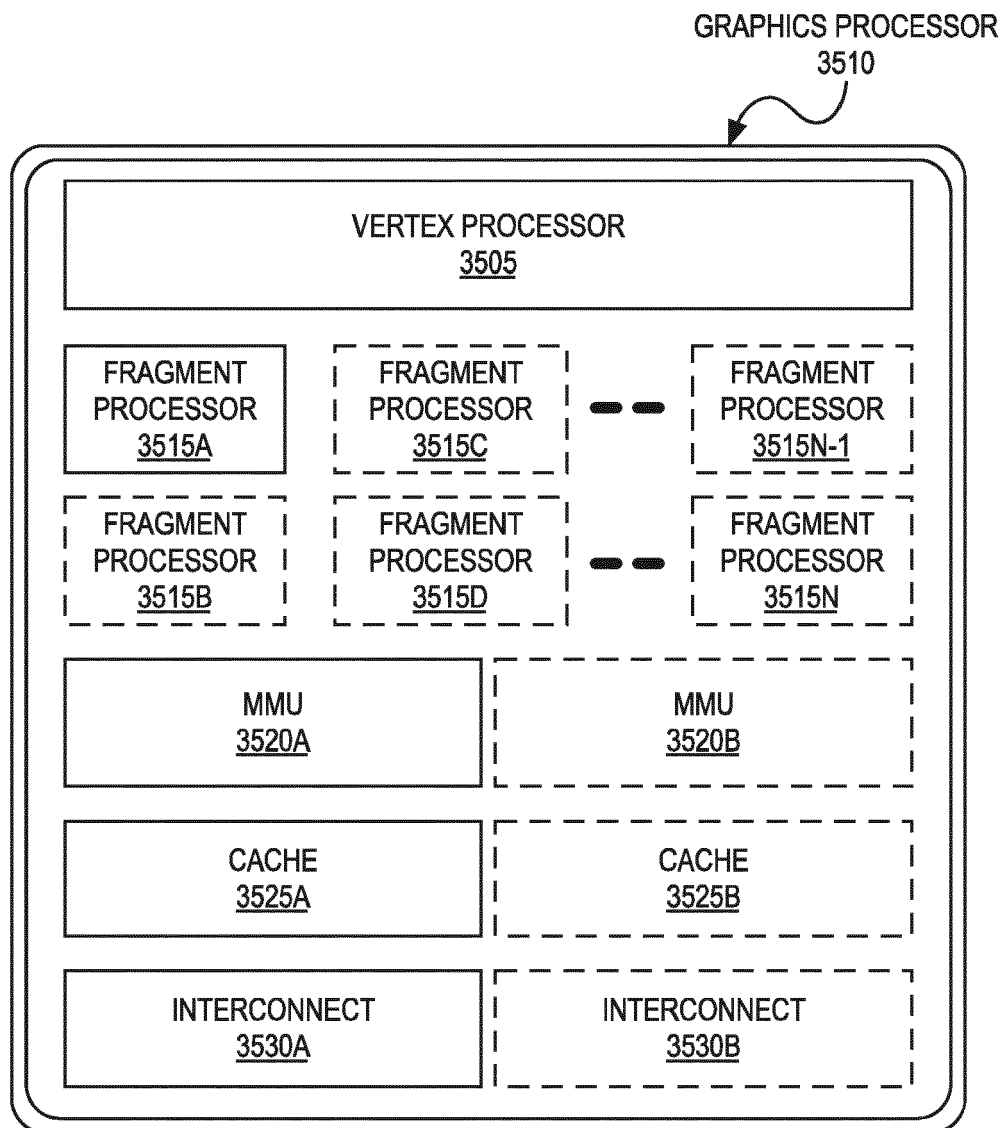 GRAPHICS PROCESSOR
3510
VERTEX PROCESSOR
3505
FRAGMENT
PROCESSOR
3515A
FRAGMENT
PROCESSOR
3515C
FRAGMENT
PROCESSOR
3515N-1
FRAGMENT
PROCESSOR
3515B
FRAGMENT
PROCESSOR
3515D
FRAGMENT
PROCESSOR
3515N
MMU
3520A
MMU
3520B
CACHE
3525A
CACHE
3525B
INTERCONNECT
3530A
INTERCONNECT
3530B